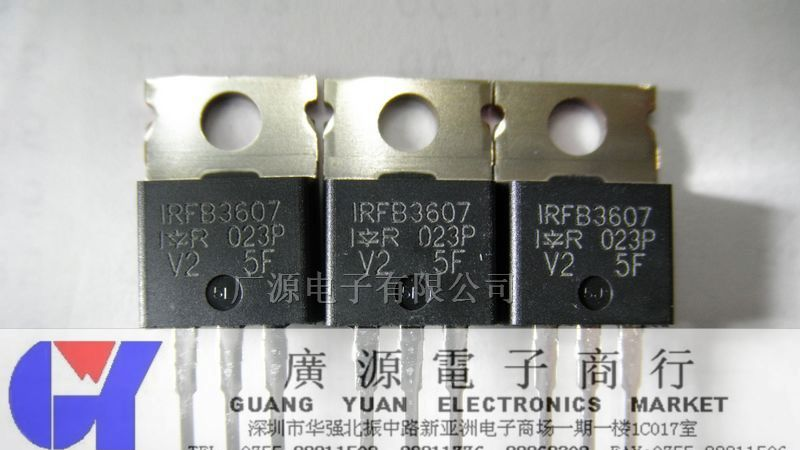 IRFB3607
I R 023P
V2 5F
IRFB3607
I R 023P
V2 5F
IRFB3607
I R 023P
V2 5F
广源电子有限公司
廣源電子商行
GUANG YUAN ELECTRONICS MARKET
深圳市华强北振中路新亚洲电子商场一期一楼1C017室